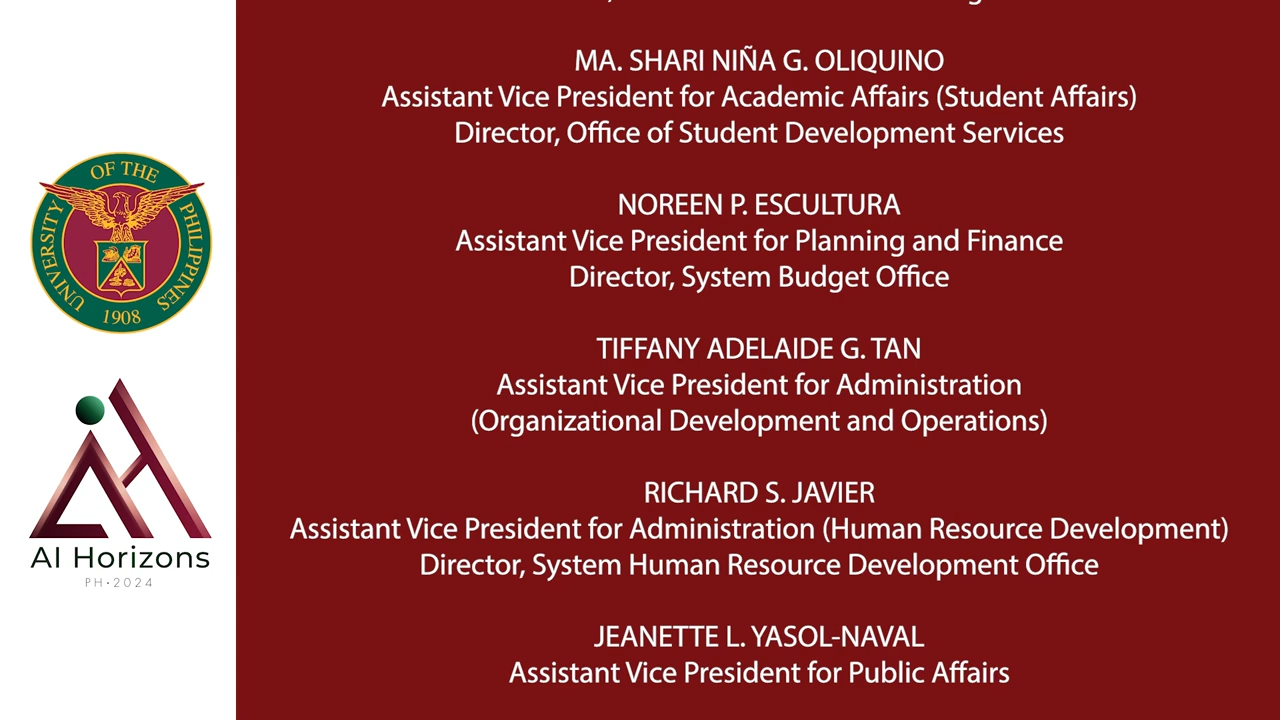 UNIVERSITY OF THE PHILIPPINES
1908
AI Horizons
PH·2024
MA. SHARI NIÑA G. OLIQUINO
Assistant Vice President for Academic Affairs (Student Affairs)
Director, Office of Student Development Services
NOREEN P. ESCULTURA
Assistant Vice President for Planning and Finance
Director, System Budget Office
TIFFANY ADELAIDE G. TAN
Assistant Vice President for Administration
(Organizational Development and Operations)
RICHARD S. JAVIER
Assistant Vice President for Administration (Human Resource Development)
Director, System Human Resource Development Office
JEANETTE L. YASOL-NAVAL
Assistant Vice President for Public Affairs